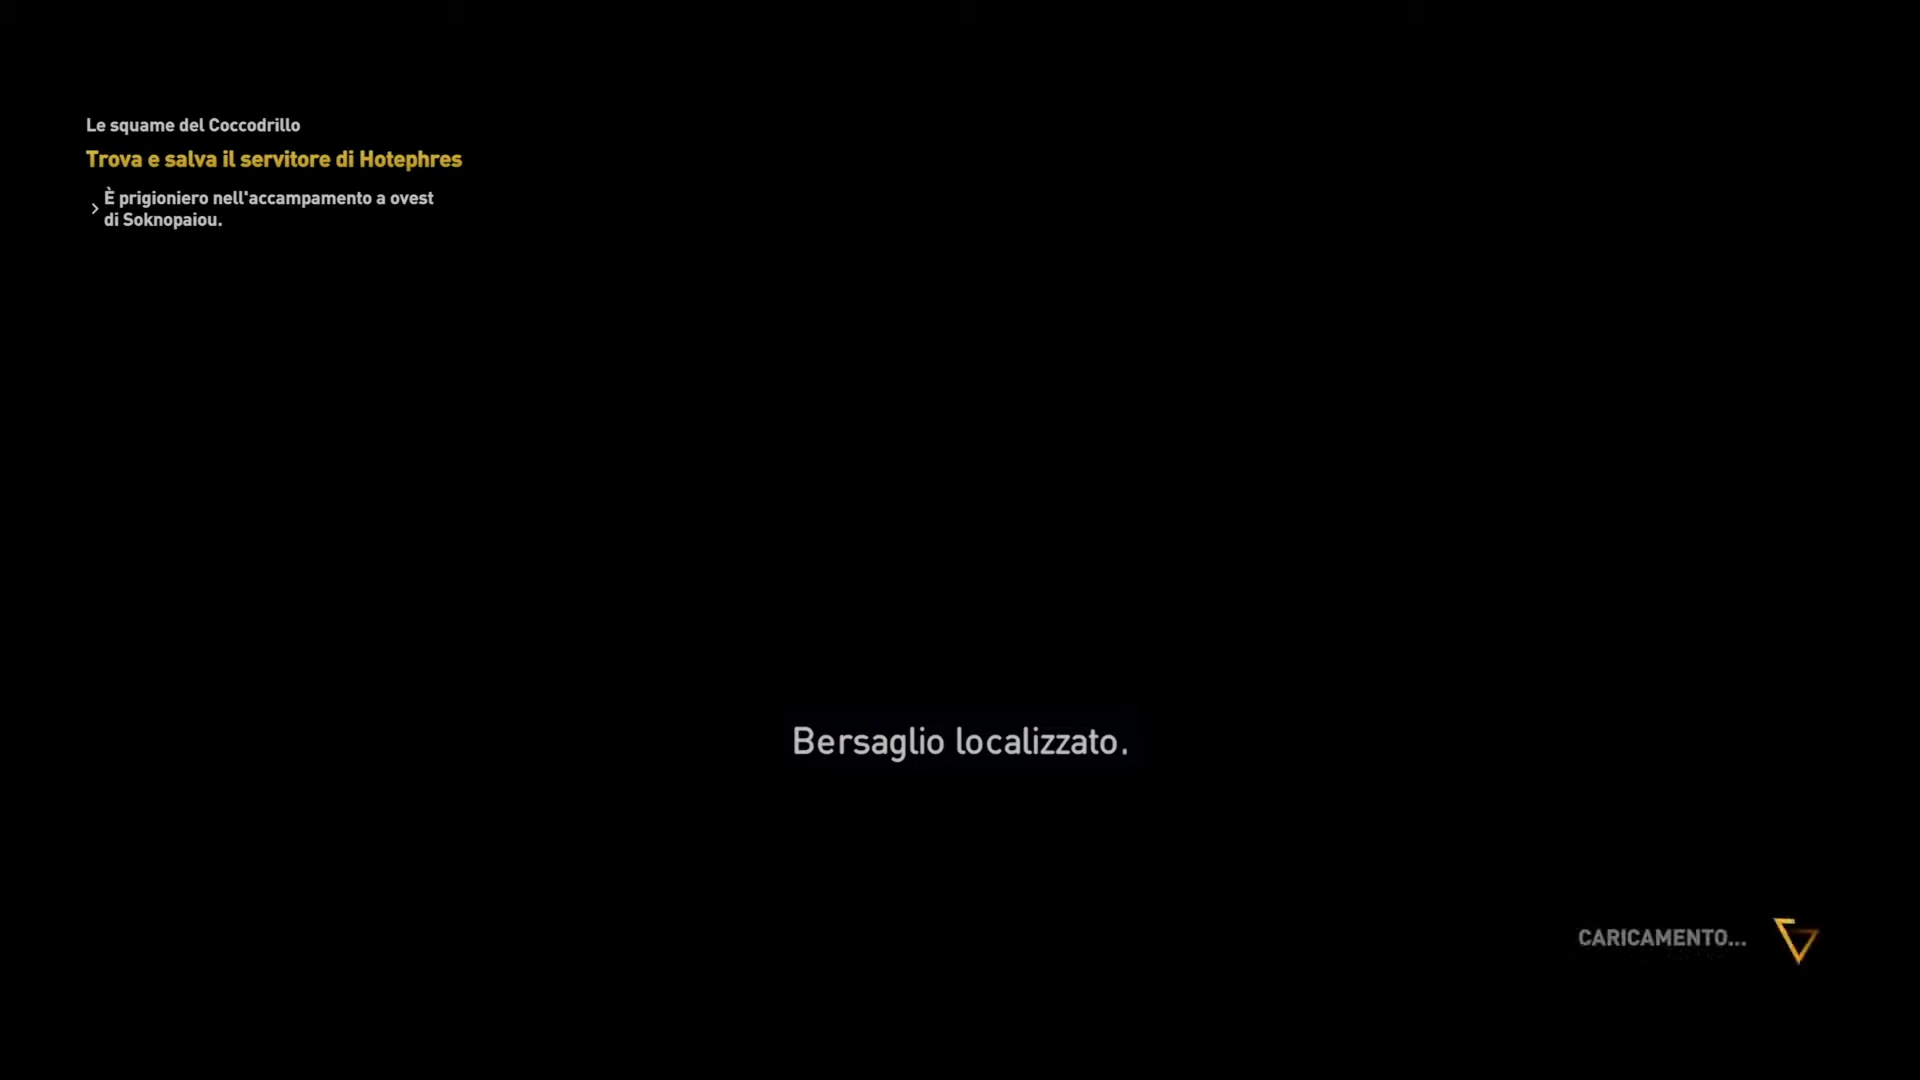 Le squame del Coccodrillo
Trova e salva il servitore di Hotephres
È prigioniero nell'accampamento a ovest
di Soknopaiou.
Bersaglio localizzato.
CARICAMENTO...